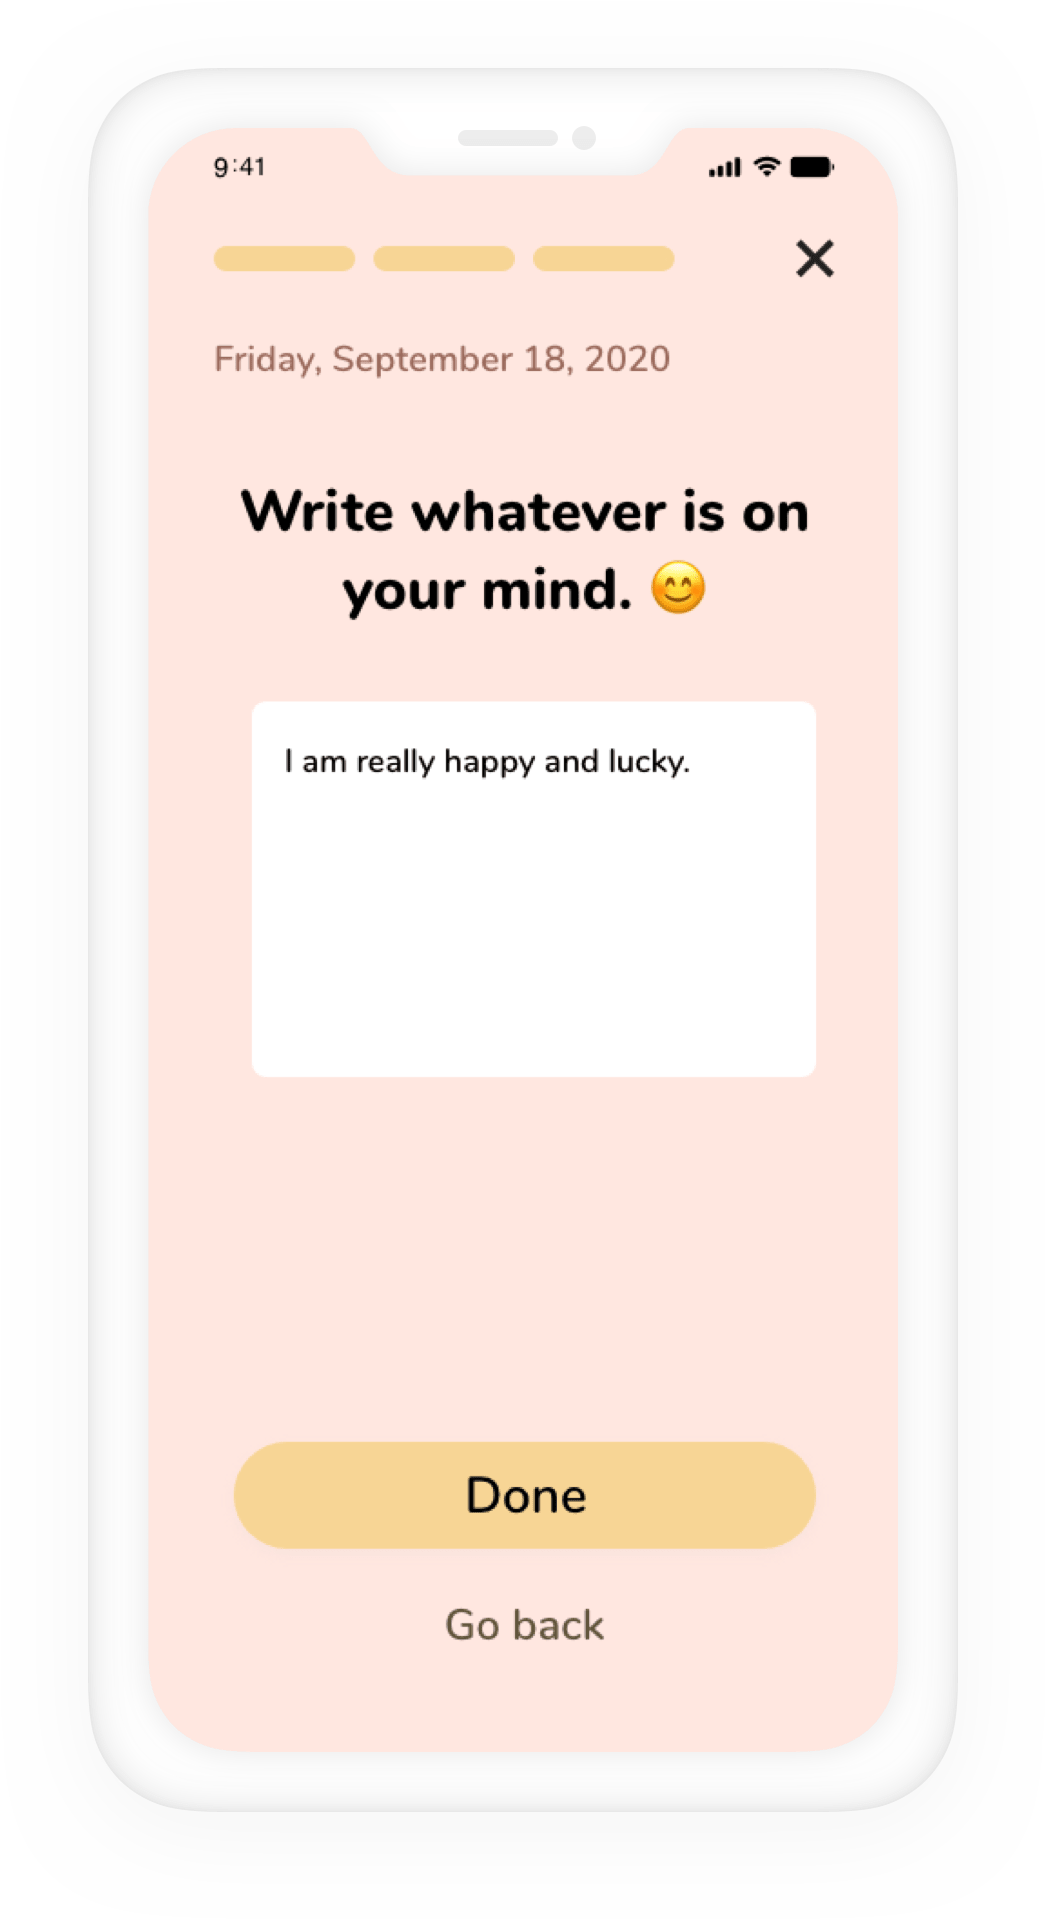 9:41
Friday, September 18, 2020
Write whatever is on
your mind. 😊
I am really happy and lucky.
Done
Go back